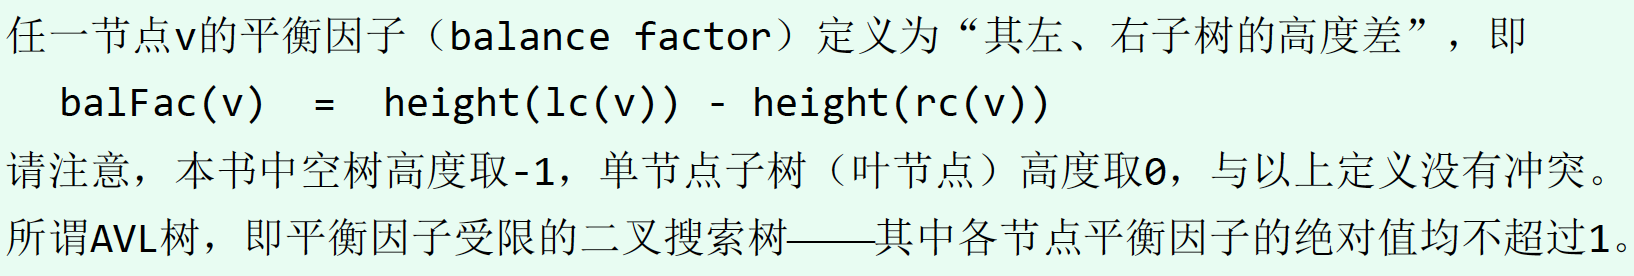 任一节点v的平衡因子（balance factor）定义为“其左、右子树的高度差”，即
balFac(v) = height(lc(v)) - height(rc(v))
请注意，本书中空树高度取-1，单节点子树（叶节点）高度取0，与以上定义没有冲突。
所谓AVL树，即平衡因子受限的二叉搜索树——其中各节点平衡因子的绝对值均不超过1。